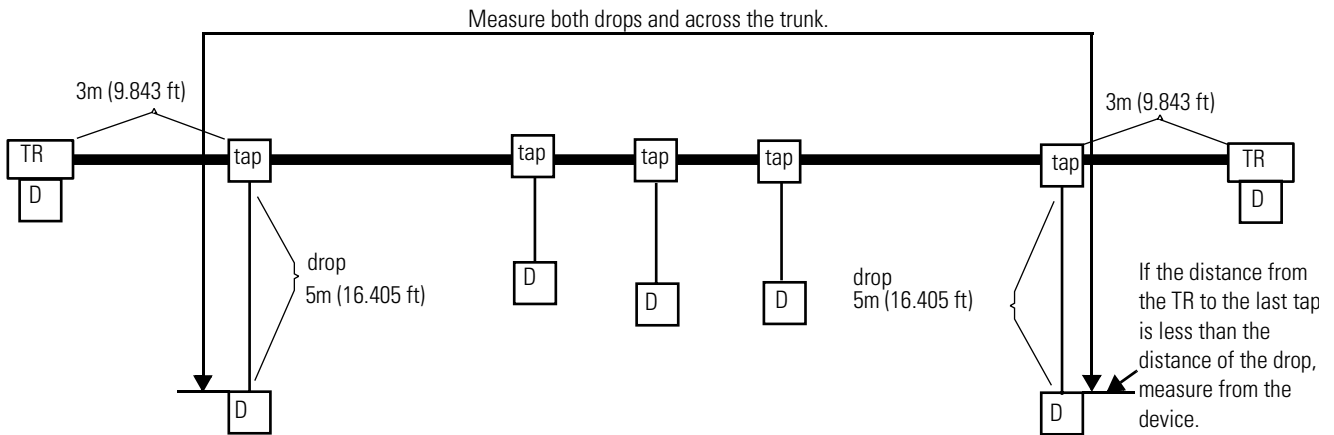 Measure both drops and across the trunk.
3m (9.843 ft)
3m (9.843 ft)
TR
tap
tap
tap
tap
tap
TR
D
D
drop
5m (16.405 ft)
D
D
D
drop
5m (16.405 ft)
If the distance from
the TR to the last tap
is less than the
distance of the drop,
measure from the
device.
D
D